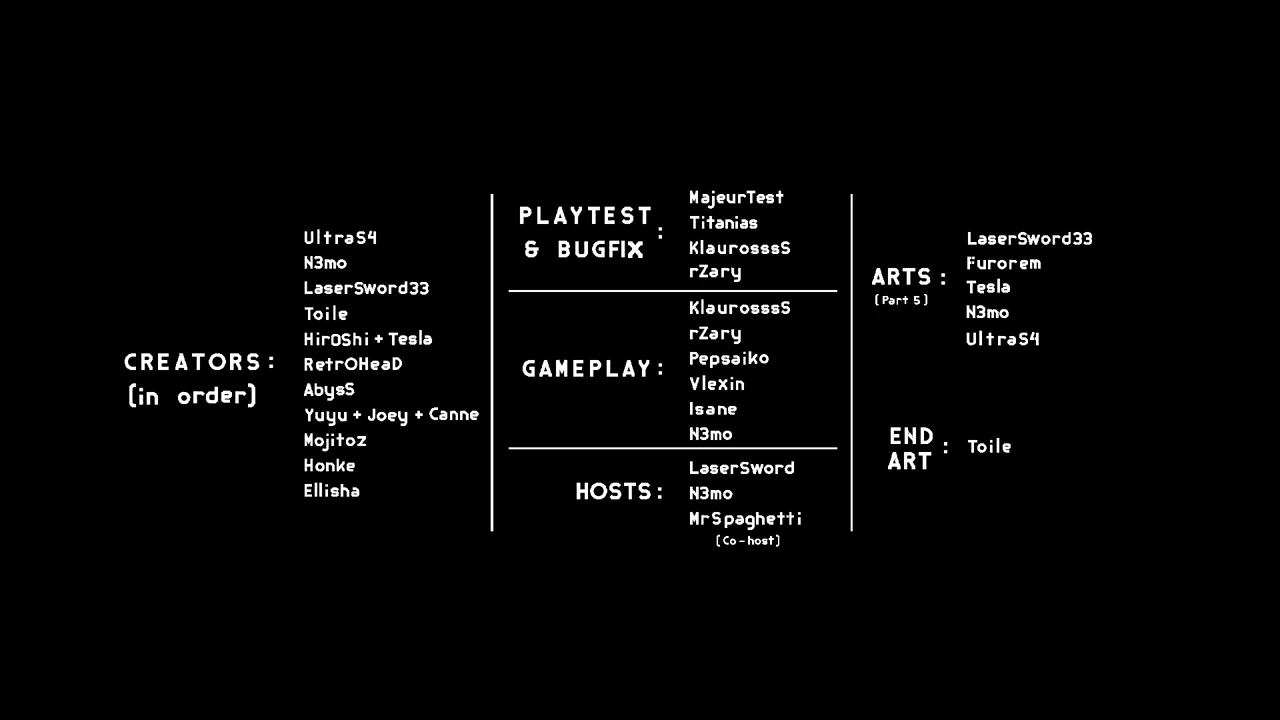 CREATORS:
(in order)
UltraS4
N3mo
LaserSword33
Toile
HirOShi + Tesla
RetrOHeaD
AbysS
Yuyu + Joey + Canne
Mojitoz
Honke
Ellisha
PLAYTEST
& BUGFIX :
MajeurTest
Titanias
KlaurosssS
rZary
GAMEPLAY:
KlaurosssS
rZary
Pepsaiko
Vlexin
Isane
N3mo
HOSTS:
LaserSword
N3mo
MrSpaghetti
(Co-host)
ARTS :
(Part 5)
LaserSword33
Furorem
Tesla
N3mo
UltraS4
END
ART :
Toile